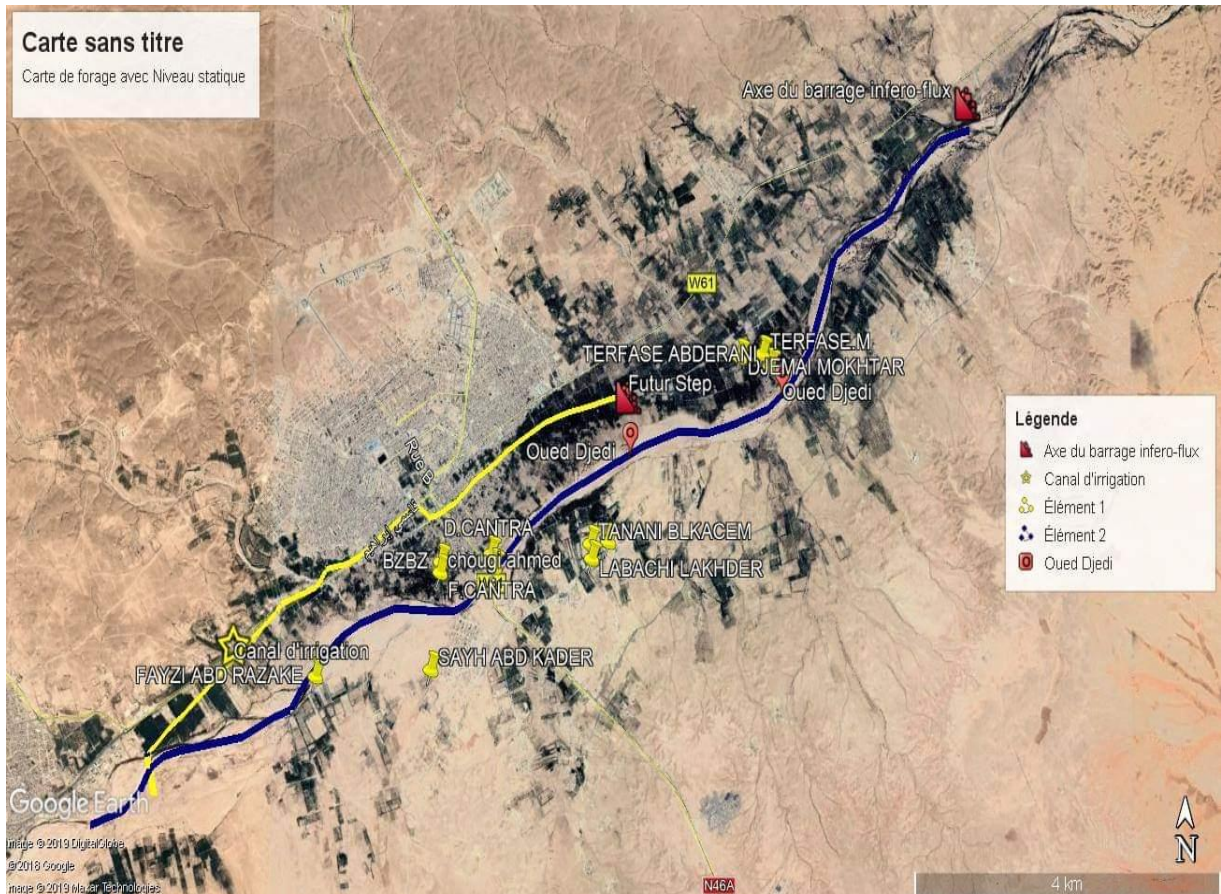 Carte sans titre
Carte de forage avec Niveau statique
Axe du barrage infero-flux
W61
TERFASE ABDERANI
TERFASE.M.
DJEMAI MOKHTAR
Futur Step
Oued Djedi
Oued Djedi
Rue B
D.CANTRA
TANANI BLKACEM
BZBZ
chougi ahmed
LABACHI LAKHDER
F.CANTRA
Canal d'irrigation
SAYH ABD KADER
FAYZI ABD RAZAKE
Légende
Axe du barrage infero-flux
Canal d'irrigation
Élément 1
Élément 2
Oued Djedi
Google Earth
Image © 2019 DigitalGlobe
© 2018 Google
Image © 2019 Maxar Technologies
N46A
N
4 km